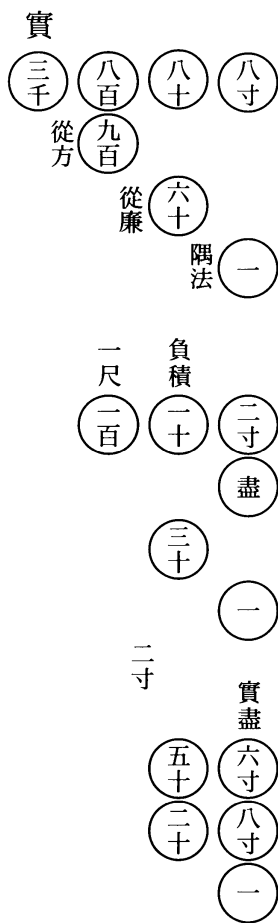 實
三千 八百 八十 八寸
九百
從方
六十
從廉
一
隅法
負積
一尺
一百 一十 二寸
盡
三十
一
二寸
實盡
五十 六寸
二十 八寸
一